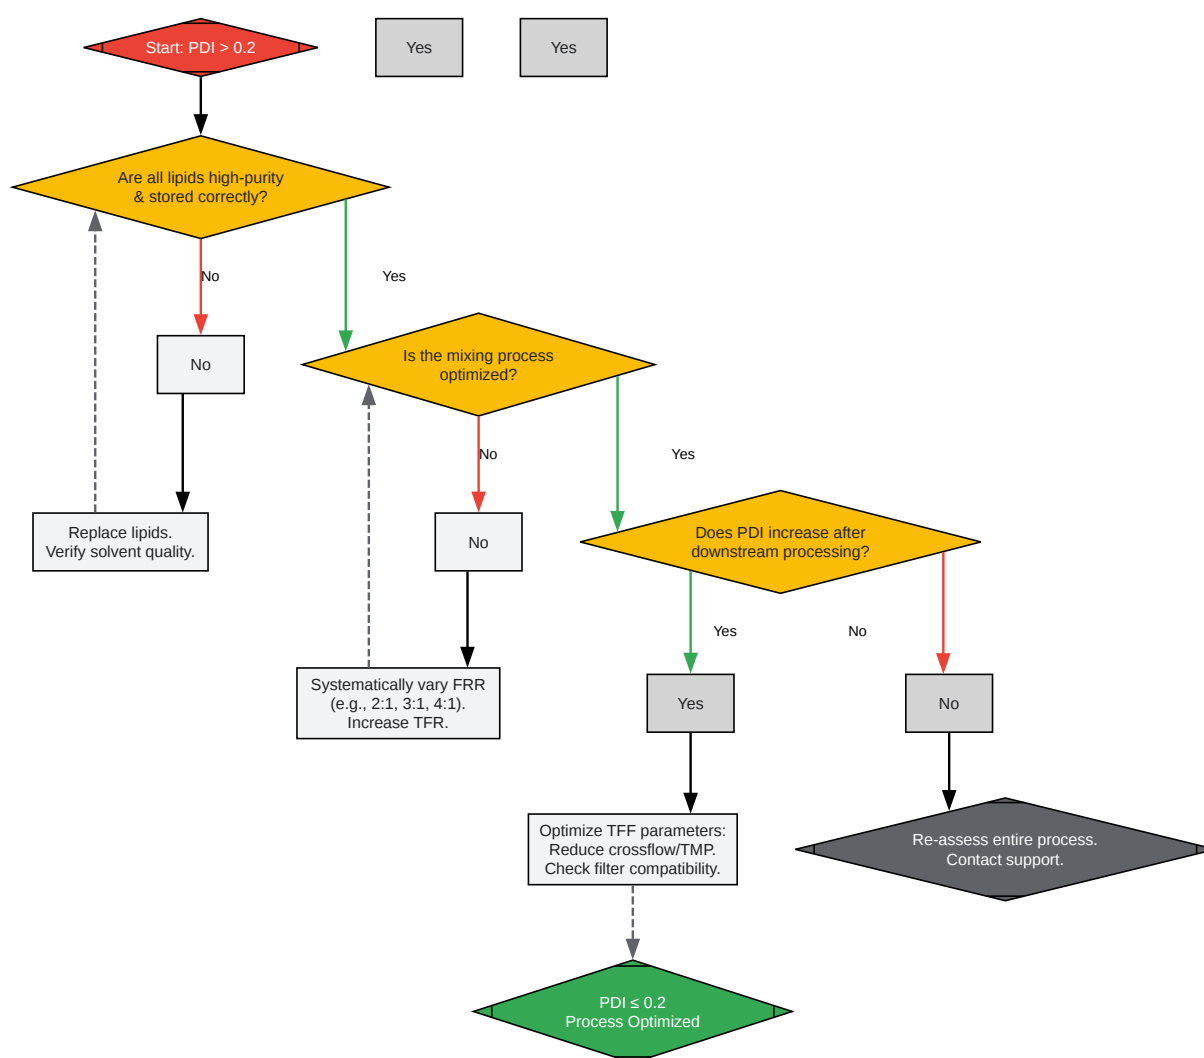 Start: PDI > 0.2
Yes
Yes
Are all lipids high-purity
& stored correctly?
No
Yes
No
Is the mixing process
optimized?
No
Yes
Replace lipids.
Verify solvent quality.
No
Does PDI increase after
downstream processing?
Yes
No
Systematically vary FRR
(e.g., 2:1, 3:1, 4:1).
Increase TFR.
Yes
No
Optimize TFF parameters:
Reduce crossflow/TMP.
Check filter compatibility.
Re-assess entire process.
Contact support.
PDI ≤ 0.2
Process Optimized